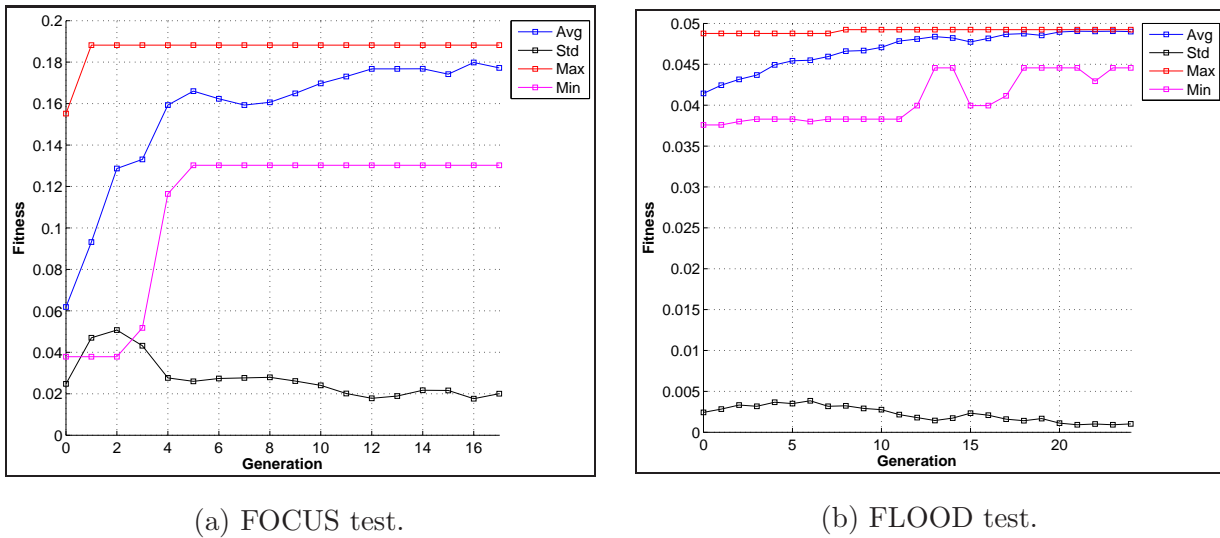 0.2
0.18
0.16
0.14
0.12
0.1
0.08
0.06
0.04
0.02
0
Fitness
0 2 4 6 8 10 12 14 16
Generation
Avg
Std
Max
Min
(a) FOCUS test.
0.05
0.045
0.04
0.035
0.03
0.025
0.02
0.015
0.01
0.005
0
Fitness
0 5 10 15 20
Generation
Avg
Std
Max
Min
(b) FLOOD test.